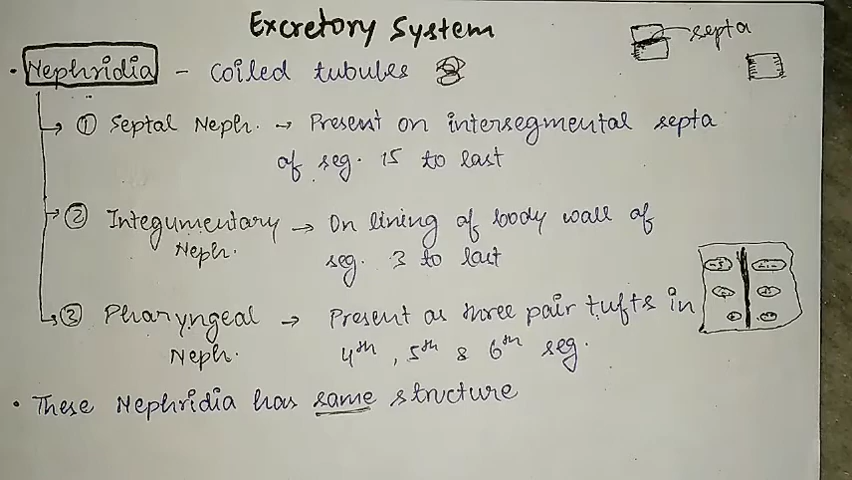 Excretory System
septa
• Nephridia - coiled tubules
→ ① Septal Neph. → Present on intersegmental septa
of seg. 15 to last
→ ② Integumentary Neph. → On lining of body wall of
seg. 3 to last
→ ③ Pharyngeal Neph. → Present as three pair tufts in
4th, 5th & 6th seg.
• These Nephridia has same structure